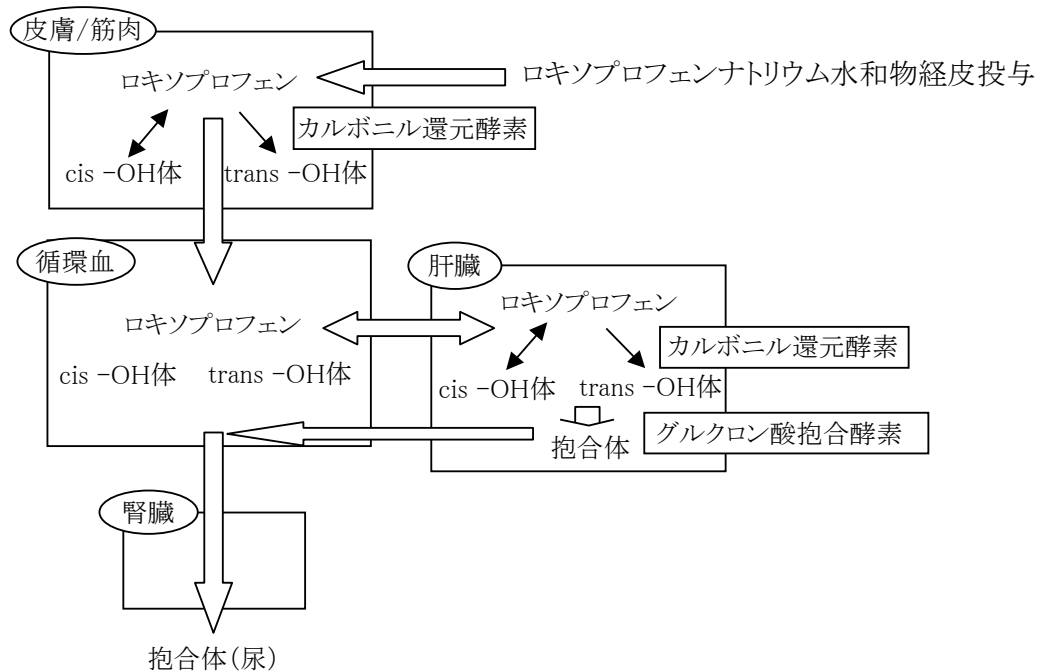 皮膚/筋肉
ロキソプロフェン
ロキソプロフェンナトリウム水和物経皮投与
カルボニル還元酵素
cis -OH体
trans -OH体
循環血
肝臓
ロキソプロフェン
ロキソプロフェン
カルボニル還元酵素
cis -OH体
trans -OH体
cis -OH体
trans -OH体
グルクロン酸抱合酵素
抱合体
腎臓
抱合体(尿)